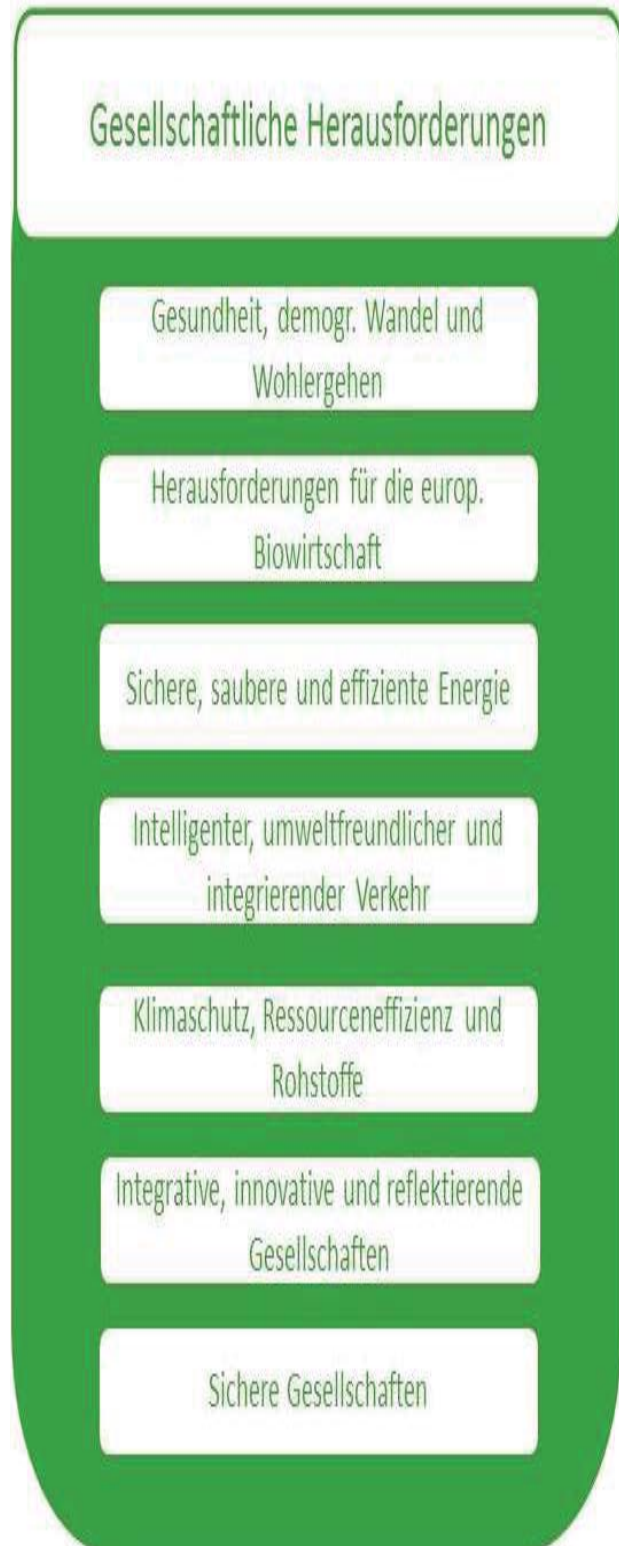 Gesellschaftliche Herausforderungen
Gesundheit, demogr. Wandel und
Wohlergehen
Herausforderungen für die europ.
Biowirtschaft
Sichere, saubere und effiziente Energie
Intelligenter, umweltfreundlicher und
integrierender Verkehr
Klimaschutz, Ressourceneffizienz und
Rohstoffe
Integrative, innovative und reflektierende
Gesellschaften
Sichere Gesellschaften